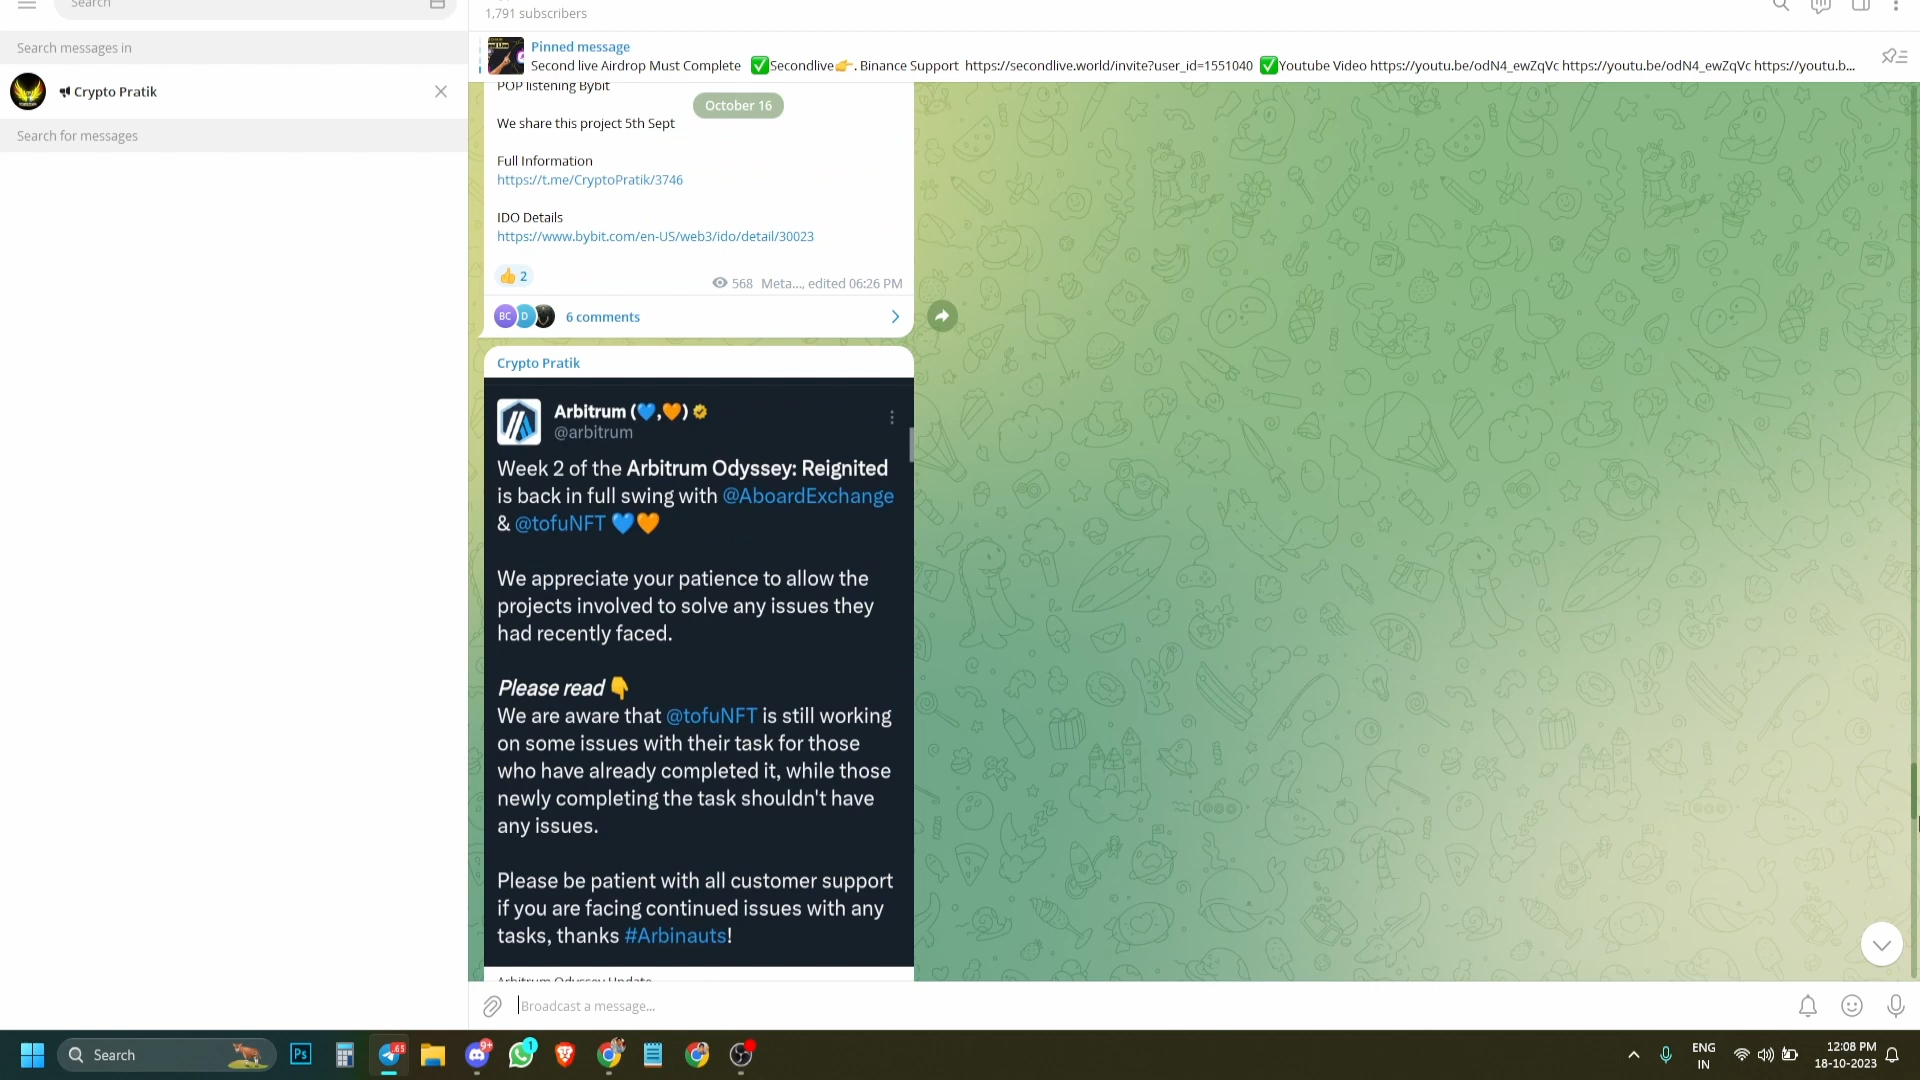 Search
1,791 subscribers
Search messages in
Crypto Pratik
Search for messages
Pinned message
Second live Airdrop Must Complete ✅Secondlive👉. Binance Support https://secondlive.world/invite?user_id=1551040 ✅Youtube Video https://youtu.be/odN4_ewZqVc https://youtu.be/odN4_ewZqVc https://youtu.b...
POP listening Bybit
October 16
We share this project 5th Sept
Full Information
https://t.me/CryptoPratik/3746
IDO Details
https://www.bybit.com/en-US/web3/ido/detail/30023
👍 2
568 Meta..., edited 06:26 PM
BC D 6 comments
Crypto Pratik
Arbitrum (💙,🧡)
@arbitrum
Week 2 of the Arbitrum Odyssey: Reignited
is back in full swing with @AboardExchange
& @tofuNFT 💙🧡
We appreciate your patience to allow the
projects involved to solve any issues they
had recently faced.
Please read 👇
We are aware that @tofuNFT is still working
on some issues with their task for those
who have already completed it, while those
newly completing the task shouldn't have
any issues.
Please be patient with all customer support
if you are facing continued issues with any
tasks, thanks #Arbinauts!
Arbitrum Odyssey Update
Broadcast a message...
Search
Ps
.65
9+
1
ENG
IN
12:08 PM
18-10-2023